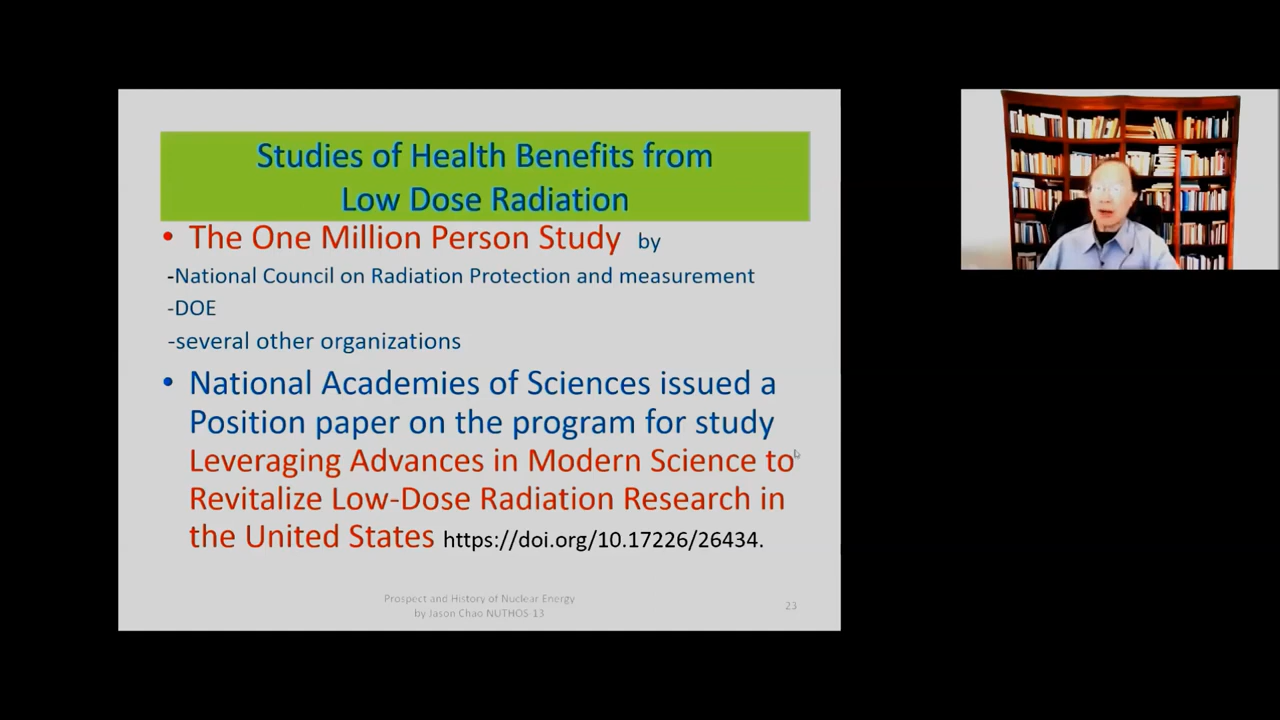 Studies of Health Benefits from
Low Dose Radiation
• The One Million Person Study by
-National Council on Radiation Protection and measurement
-DOE
-several other organizations
• National Academies of Sciences issued a
Position paper on the program for study
Leveraging Advances in Modern Science to
Revitalize Low-Dose Radiation Research in
the United States https://doi.org/10.17226/26434.
Prospect and History of Nuclear Energy
by Jason Chao NUTHOS-13
23